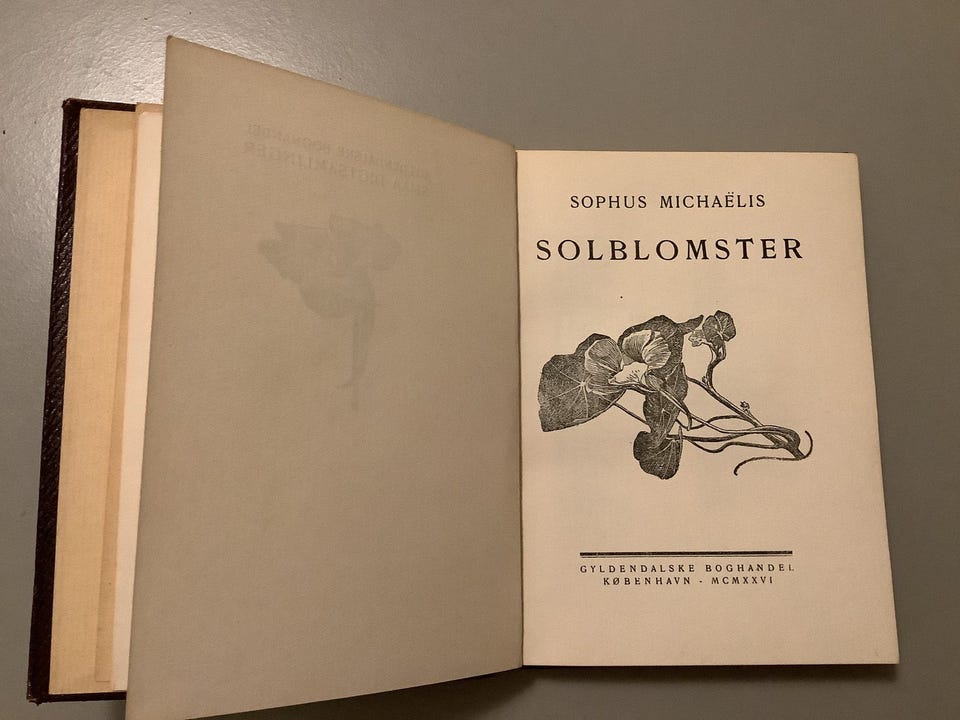 SOPHUS MICHAËLIS
SOLBLOMSTER
GYLDENDALSKE BOGHANDEL
KØBENHAVN - MCMXXVI